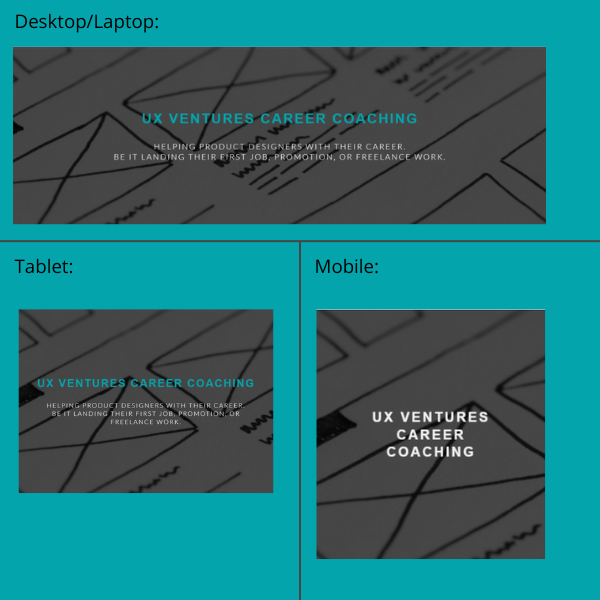 Desktop/Laptop:
UX VENTURES CAREER COACHING
HELPING PRODUCT DESIGNERS WITH THEIR CAREER.
BE IT LANDING THEIR FIRST JOB, PROMOTION, OR FREELANCE WORK.
Tablet:
UX VENTURES CAREER COACHING
HELPING PRODUCT DESIGNERS WITH THEIR CAREER.
BE IT LANDING THEIR FIRST JOB, PROMOTION, OR
FREELANCE WORK.
Mobile:
UX VENTURES
CAREER
COACHING